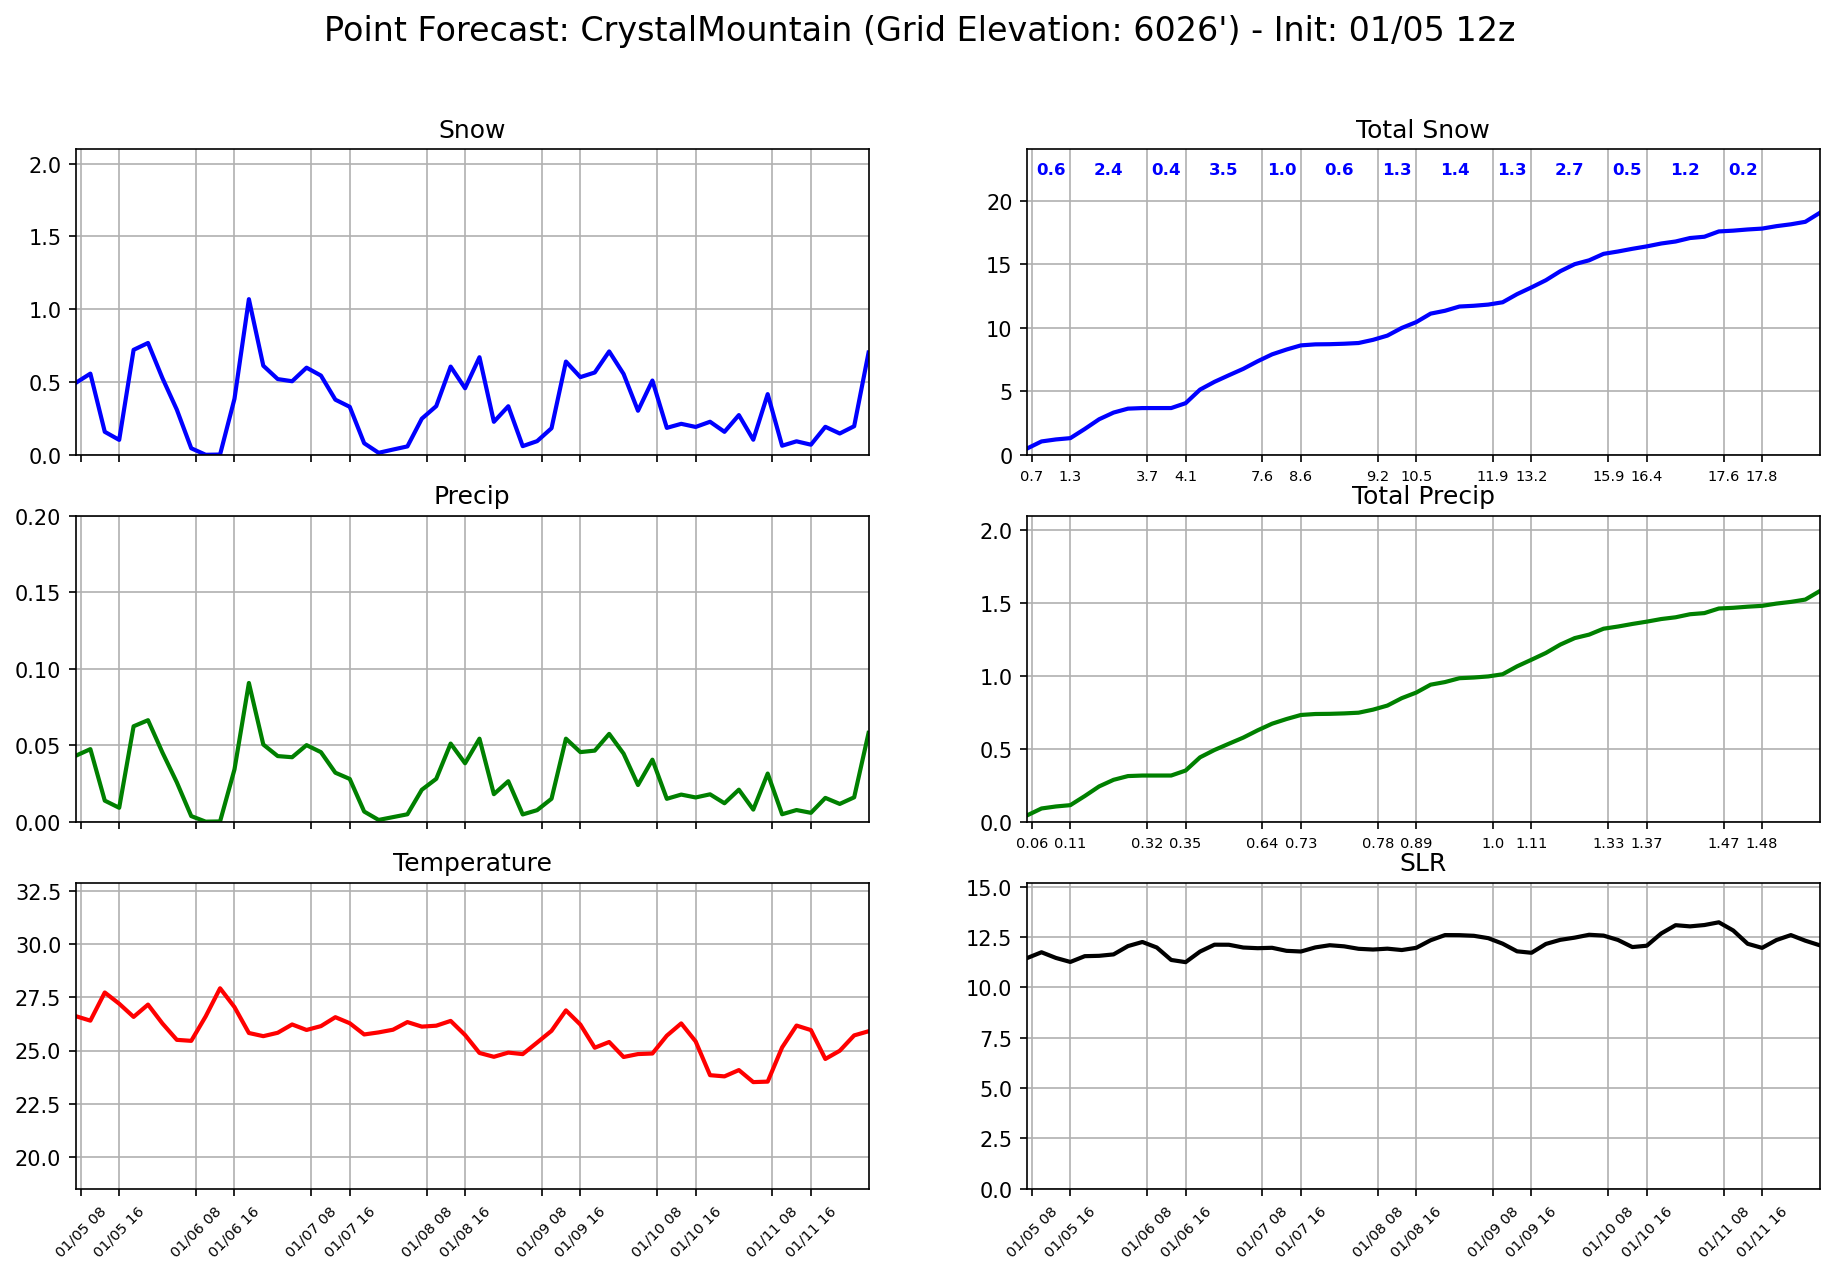 Point Forecast: CrystalMountain (Grid Elevation: 6026') - Init: 01/05 12z
Snow
2.0
1.5
1.0
0.5
0.0
Total Snow
0.6 2.4 0.4 3.5 1.0 0.6 1.3 1.4 1.3 2.7 0.5 1.2 0.2
20
15
10
5
0
0.7 1.3 3.7 4.1 7.6 8.6 9.2 10.5 11.9 13.2 15.9 16.4 17.6 17.8
Precip
0.20
0.15
0.10
0.05
0.00
Total Precip
2.0
1.5
1.0
0.5
0.0
0.06 0.11 0.32 0.35 0.64 0.73 0.78 0.89 1.0 1.11 1.33 1.37 1.47 1.48
Temperature
32.5
30.0
27.5
25.0
22.5
20.0
01/05 08 01/05 16 01/06 08 01/06 16 01/07 08 01/07 16 01/08 08 01/08 16 01/09 08 01/09 16 01/10 08 01/10 16 01/11 08 01/11 16
SLR
15.0
12.5
10.0
7.5
5.0
2.5
0.0
01/05 08 01/05 16 01/06 08 01/06 16 01/07 08 01/07 16 01/08 08 01/08 16 01/09 08 01/09 16 01/10 08 01/10 16 01/11 08 01/11 16